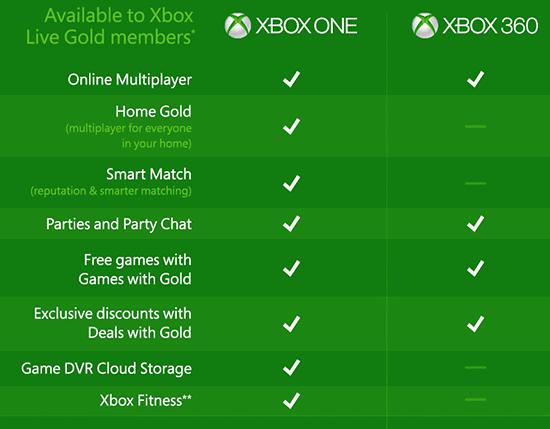 Available to Xbox
Live Gold members*
XBOX ONE
XBOX 360
Online Multiplayer
Home Gold
(multiplayer for everyone
in your home)
Smart Match
(reputation & smarter matching)
Parties and Party Chat
Free games with
Games with Gold
Exclusive discounts with
Deals with Gold
Game DVR Cloud Storage
Xbox Fitness**